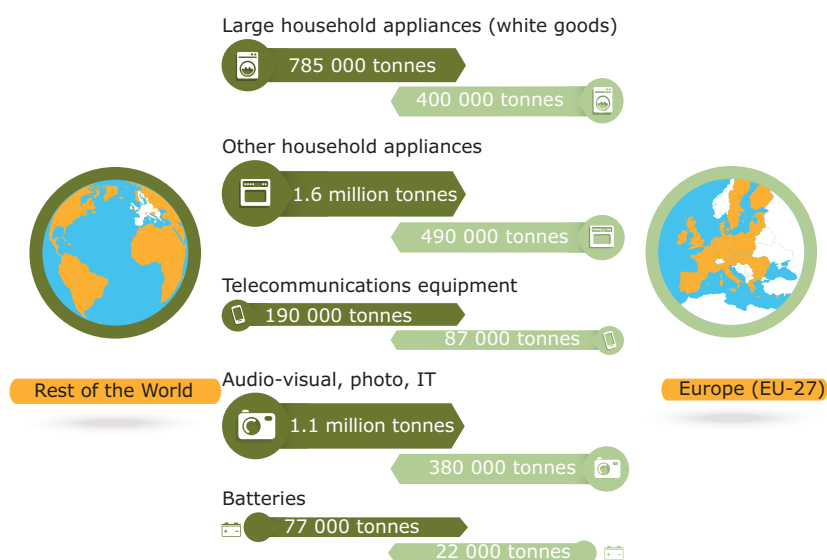 Large household appliances (white goods)
785 000 tonnes
400 000 tonnes
Other household appliances
1.6 million tonnes
490 000 tonnes
Telecommunications equipment
190 000 tonnes
87 000 tonnes
Rest of the World
Audio-visual, photo, IT
Europe (EU-27)
1.1 million tonnes
380 000 tonnes
Batteries
77 000 tonnes
22 000 tonnes